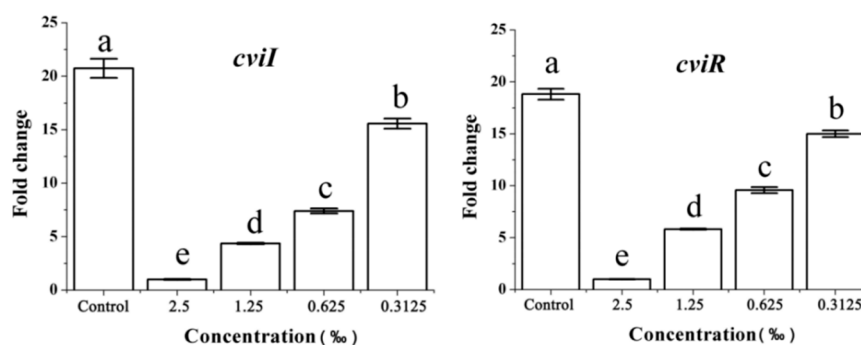 25
20
15
10
5
0
Fold change
cviI
a
e
d
c
b
Control
2.5
1.25
0.625
0.3125
Concentration(‰)
25
20
15
10
5
0
Fold change
cviR
a
e
d
c
b
Control
2.5
1.25
0.625
0.3125
Concentration(‰)